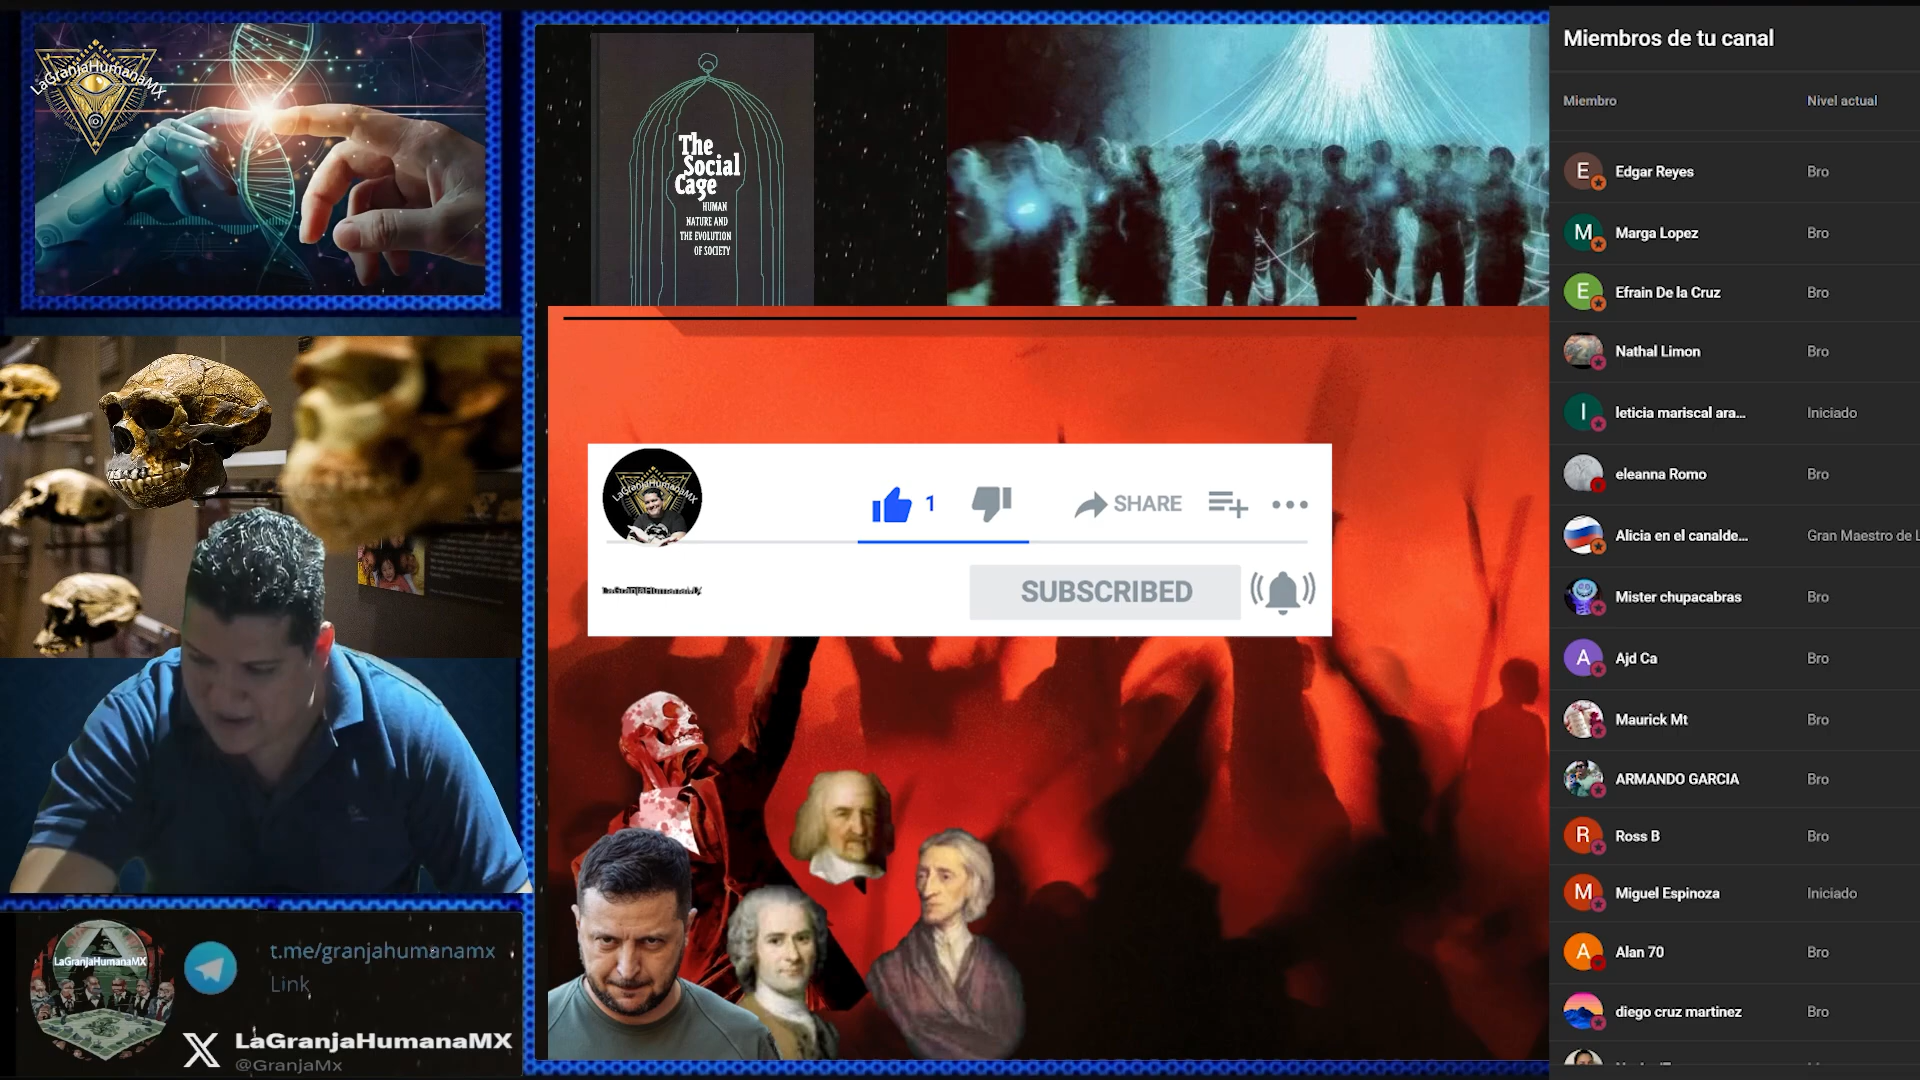 LaGranjaHumanaMX
The
Social
Cage
HUMAN
NATURE AND
THE EVOLUTION
OF SOCIETY
LaGranjaHumanaMX
1
SHARE
LaGranjaHumanaMX
SUBSCRIBED
LaGranjaHumanaMX
t.me/granjahumanamx
Link
LaGranjaHumanaMX
@GranjaMx
Miembros de tu canal
Miembro Nivel actual
E Edgar Reyes Bro
M Marga Lopez Bro
E Efrain De la Cruz Bro
Nathal Limon Bro
l leticia mariscal ara... Iniciado
eleanna Romo Bro
Alicia en el canalde... Gran Maestro de L
Mister chupacabras Bro
A Ajd Ca Bro
Maurick Mt Bro
ARMANDO GARCIA Bro
R Ross B Bro
M Miguel Espinoza Iniciado
A Alan 70 Bro
diego cruz martinez Bro